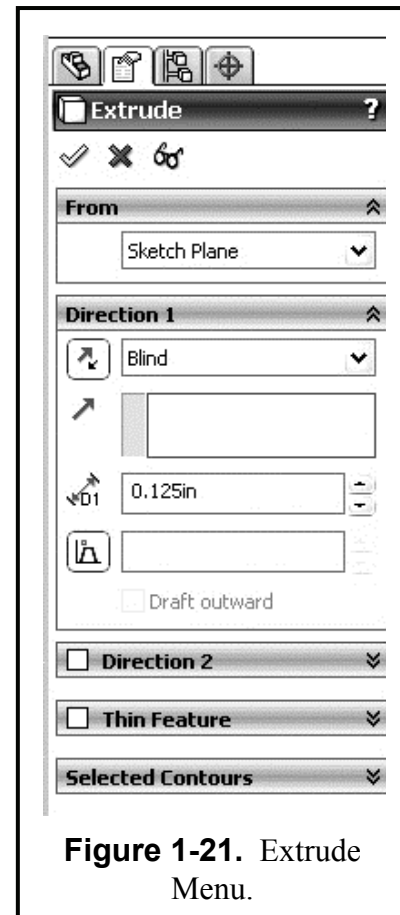 Extrude ?
From
Sketch Plane
Direction 1
Blind
D1 0.125in
Draft outward
Direction 2
Thin Feature
Selected Contours
Figure 1-21. Extrude
Menu.